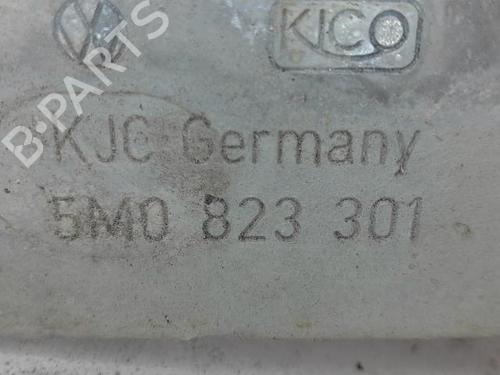 B-PARTS
KICO
KJC Germany
5M0 823 301